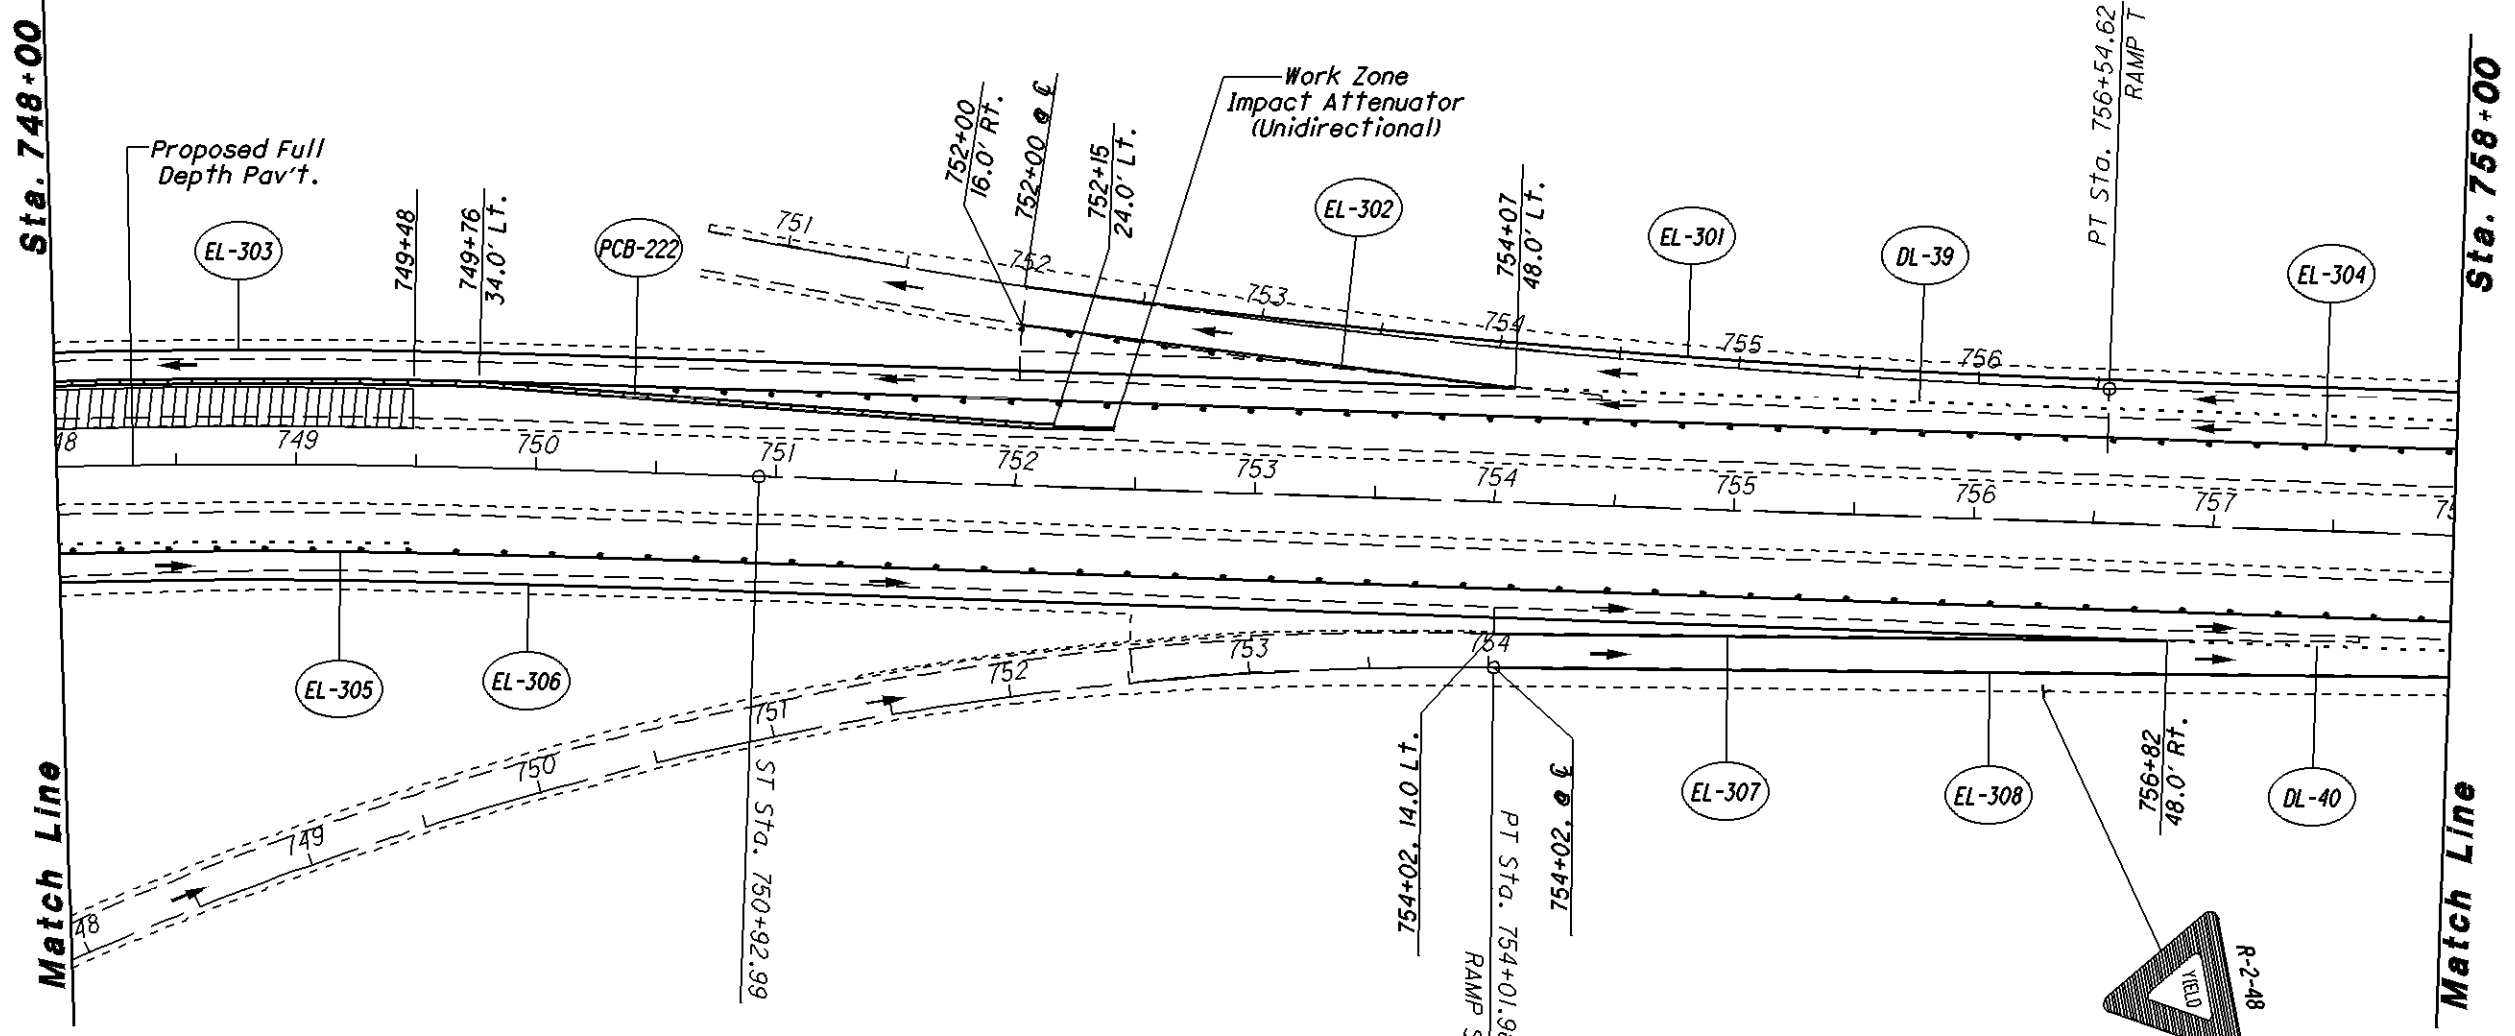 Sta. 748+00
Match Line
Proposed Full
Depth Pav't.
EL-303
749+48
749+76
34.0' Lt.
PCB-222
752+00
16.0' Rt.
752+00 @ ℄
752+15
24.0' Lt.
Work Zone
Impact Attenuator
(Unidirectional)
EL-302
754+07
48.0' Lt.
EL-301
DL-39
PT Sta. 756+54.62
RAMP T
EL-304
Sta. 758+00
Match Line
751
752
753
754
755
756
48
749
750
751
752
753
754
755
756
757
75
EL-305
EL-306
ST Sta. 750+92.99
48
749
750
751
752
753
754
754+02, 14.0 Lt.
PT Sta. 754+01.9
RAMP S
754+02, @ ℄
EL-307
EL-308
756+82
48.0' Rt.
DL-40
R-2-48
YIELD